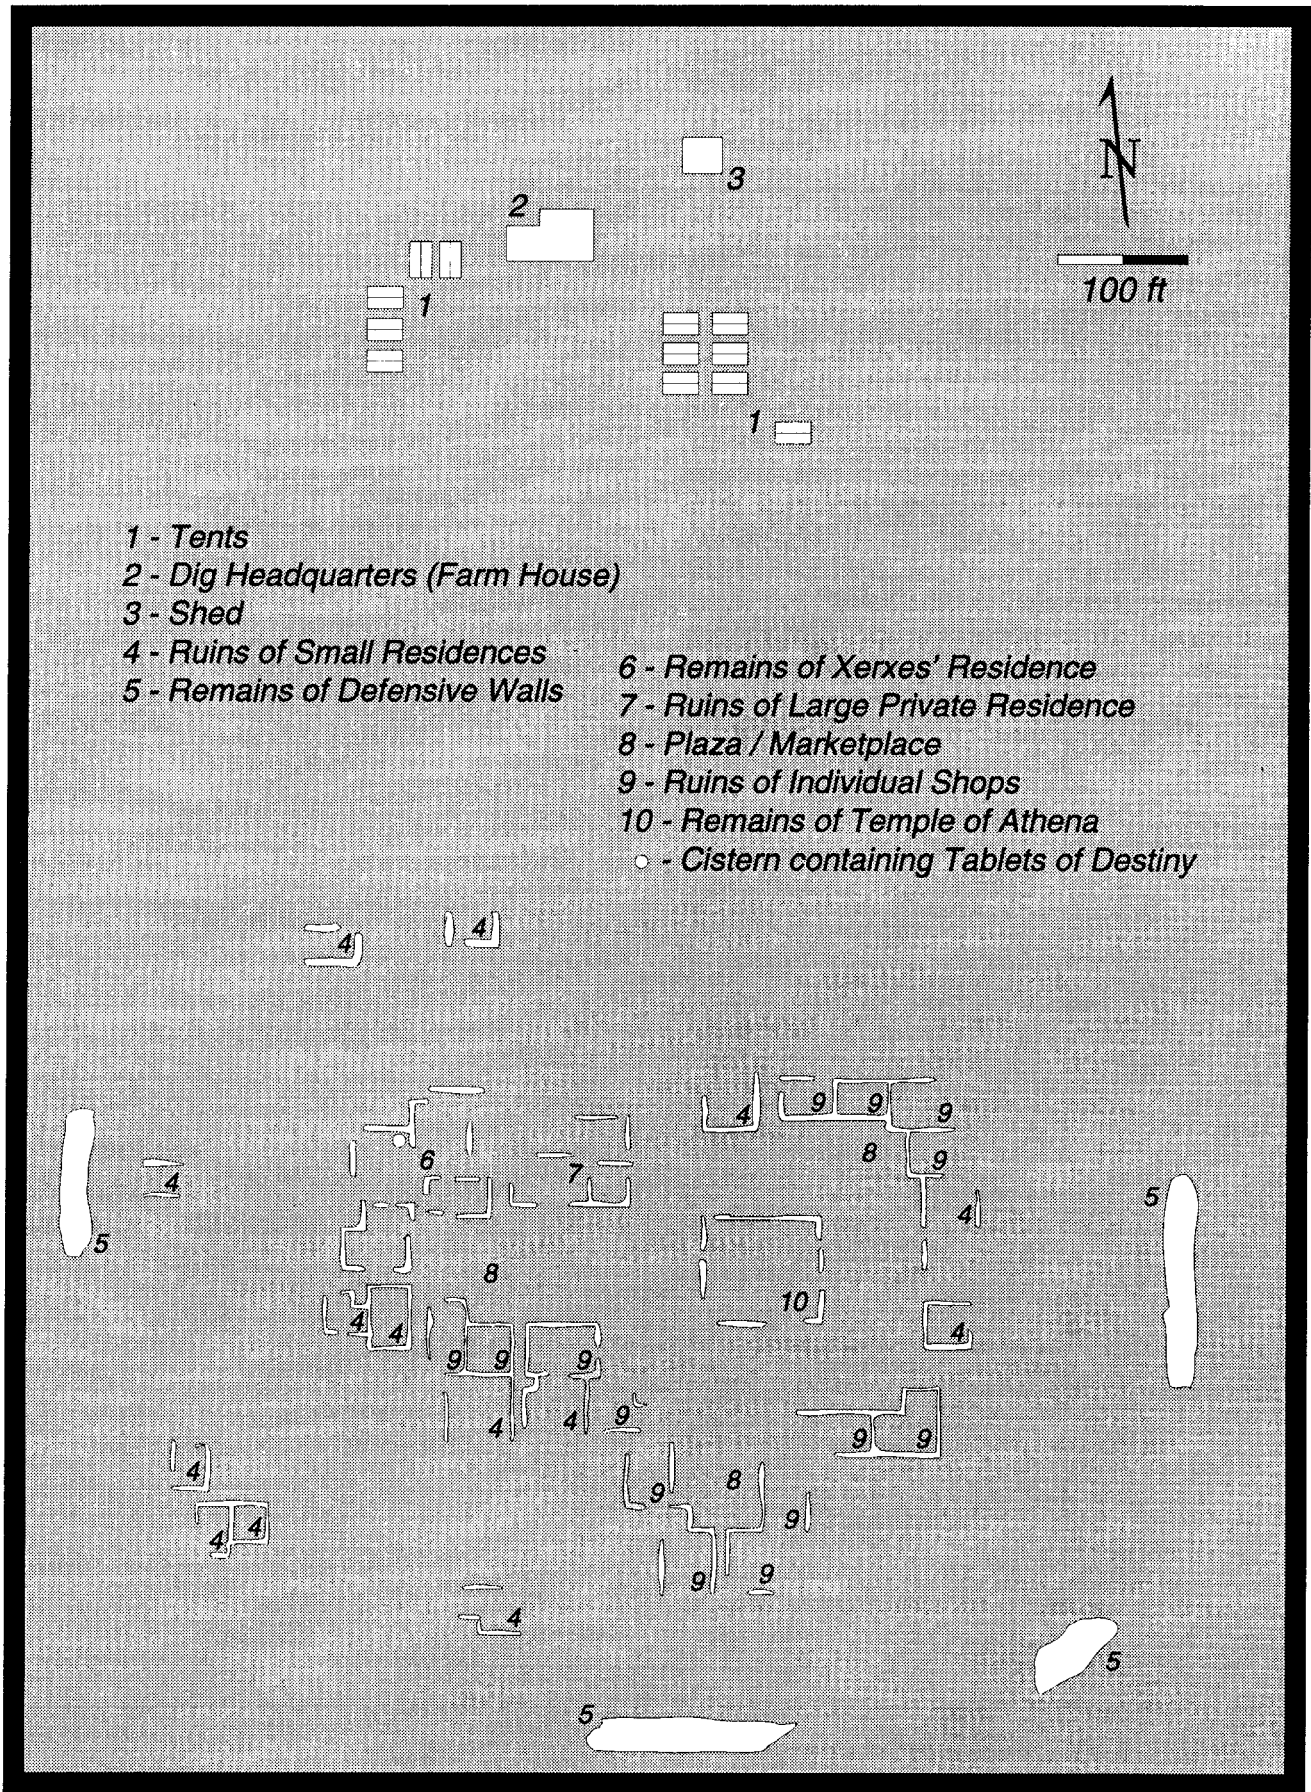 3
2
N
100 ft
1
1
1 - Tents
2 - Dig Headquarters (Farm House)
3 - Shed
4 - Ruins of Small Residences
5 - Remains of Defensive Walls
6 - Remains of Xerxes' Residence
7 - Ruins of Large Private Residence
8 - Plaza / Marketplace
9 - Ruins of Individual Shops
10 - Remains of Temple of Athena
- Cistern containing Tablets of Destiny
4 4
4 9 9 9
6 7 8 9
4 5 4
5
8
10
4 4 4
9 9 9
4 4 9
9 9
4 9 8
4 4 9
9 9
4
5
5